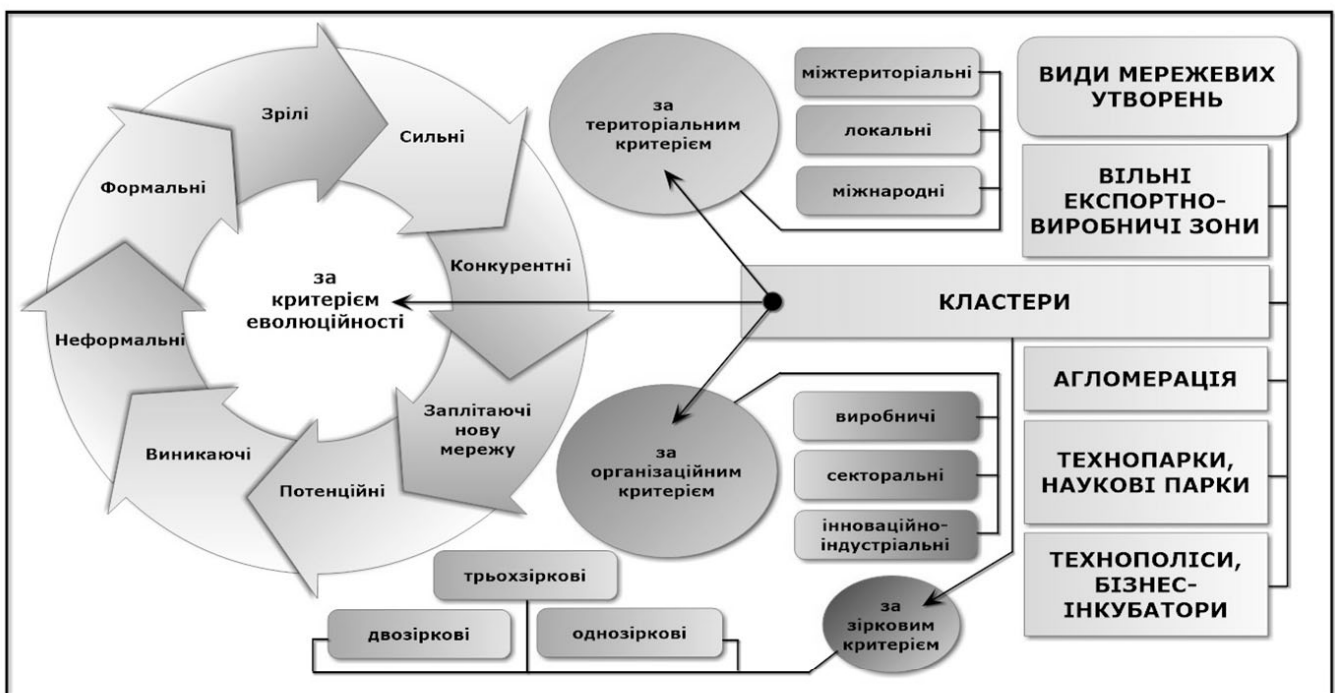 Зрілі
Сильні
Формальні
Конкурентні
за
критерієм
еволюційності
Неформальні
Заплітаючі
нову
мережу
Виникаючі
Потенційні
за
територіальним
критерієм
міжтериторіальні
локальні
міжнародні
ВИДИ МЕРЕЖЕВИХ
УТВОРЕНЬ
ВІЛЬНІ
ЕКСПОРТНО-
ВИРОБНИЧІ ЗОНИ
КЛАСТЕРИ
АГЛОМЕРАЦІЯ
ТЕХНОПАРКИ,
НАУКОВІ ПАРКИ
ТЕХНОПОЛІСИ,
БІЗНЕС-
ІНКУБАТОРИ
за
організаційним
критерієм
виробничі
секторальні
інноваційно-
індустріальні
трьохзіркові
двозіркові
однозіркові
за
зірковим
критерієм